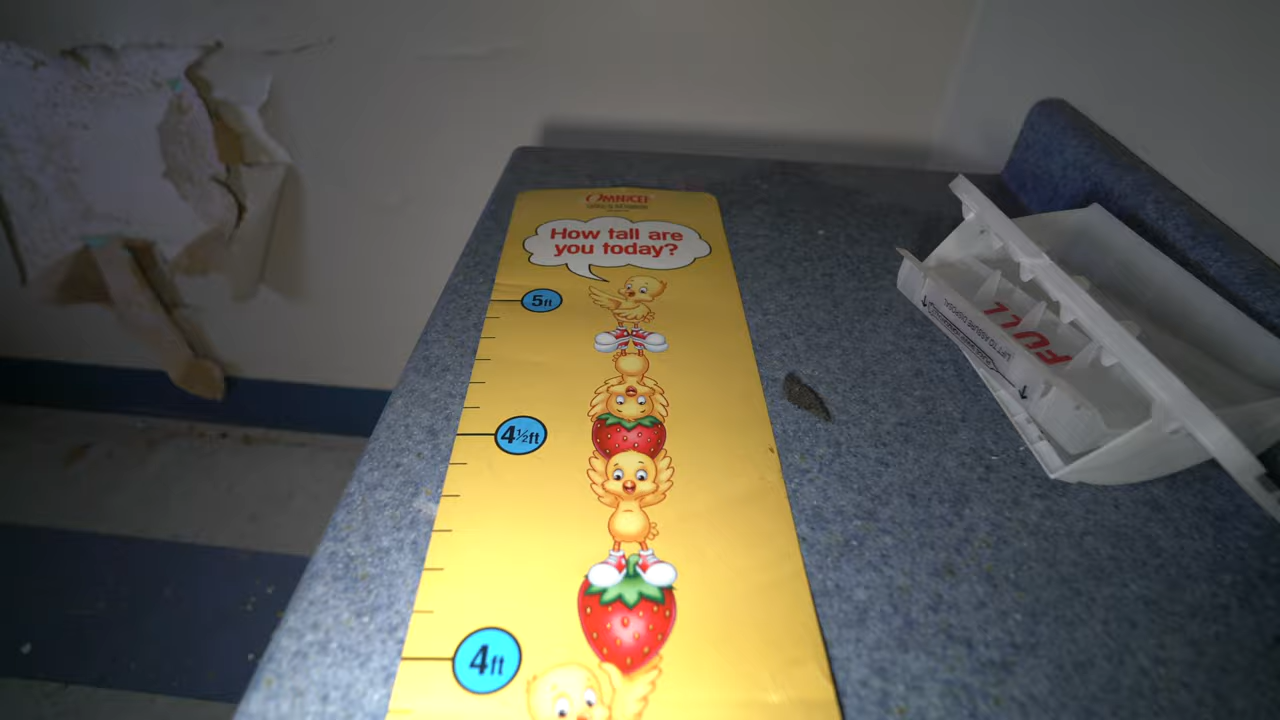 OMNICEF
How tall are
you today?
5ft
4½ft
4ft
FULL